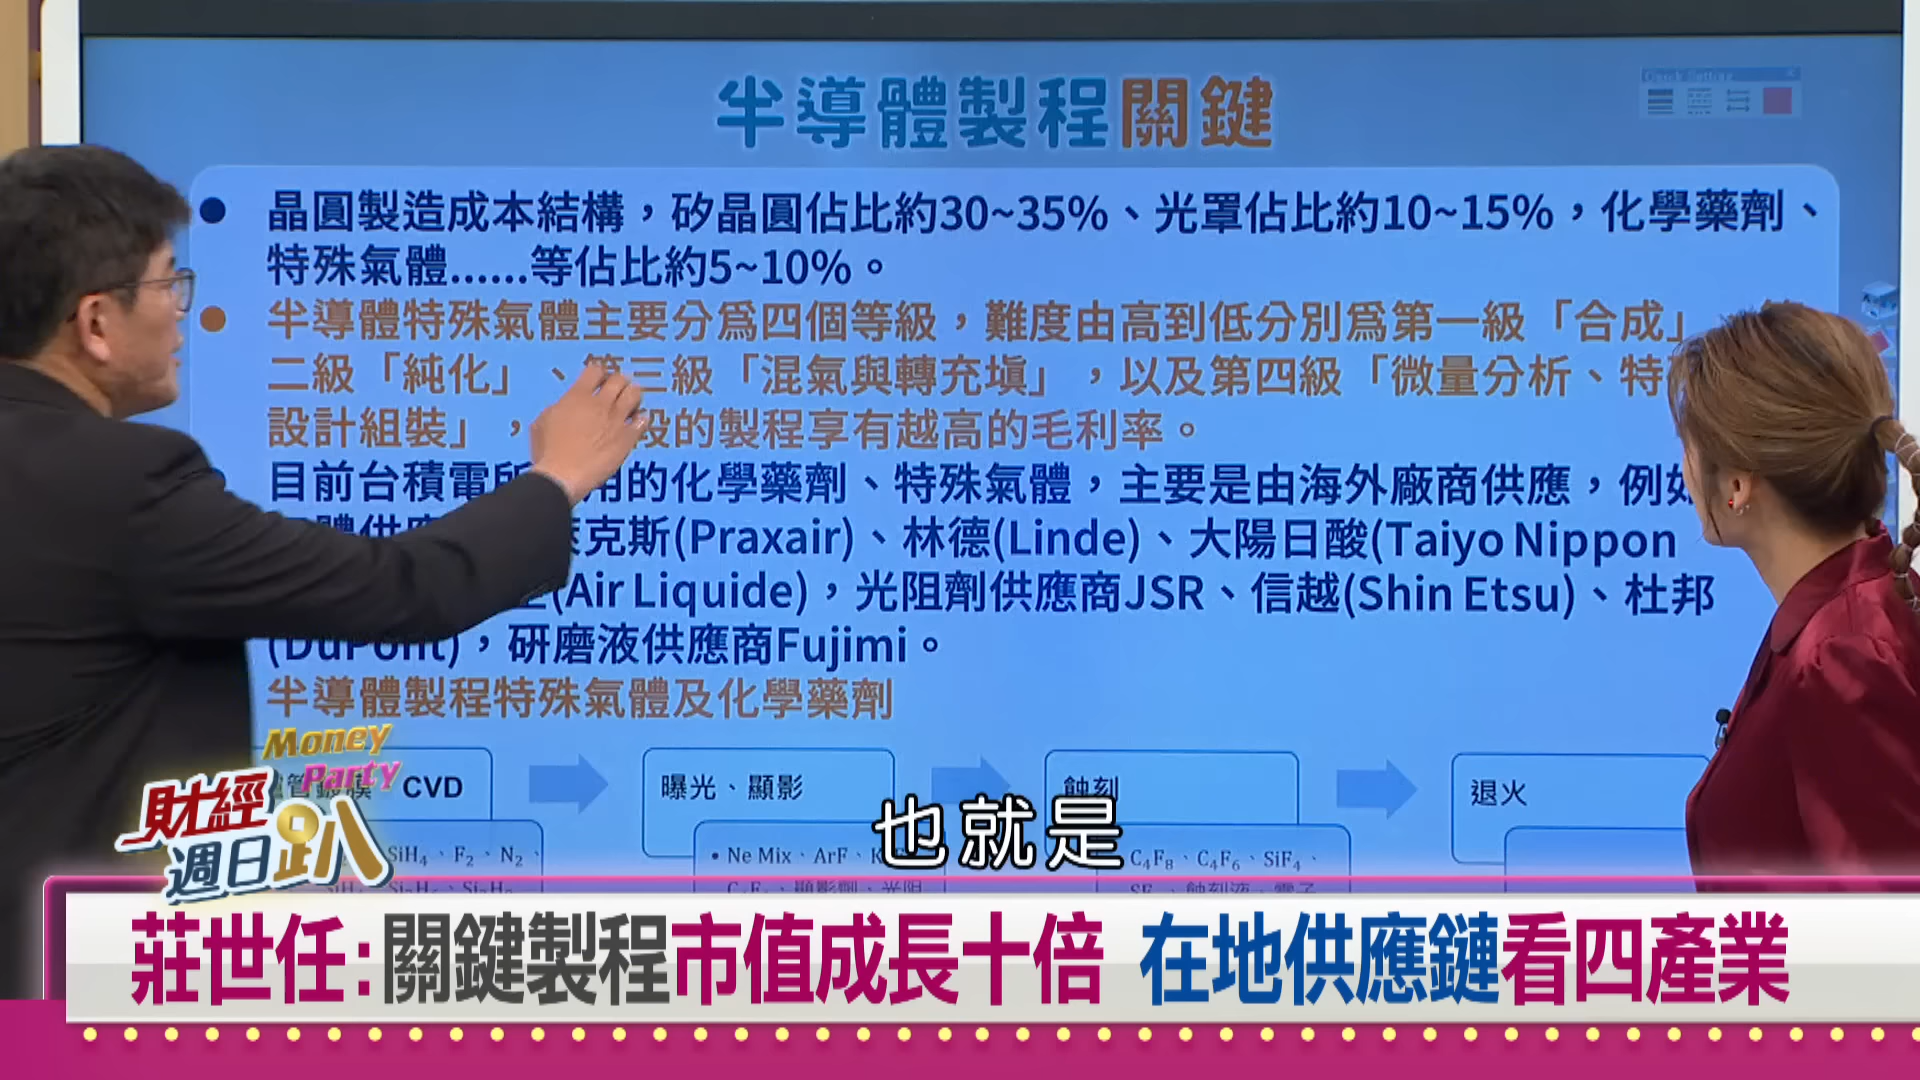 半導體製程關鍵
晶圓製造成本結構，矽晶圓佔比約30~35%、光罩佔比約10~15%，化學藥劑、
特殊氣體......等佔比約5~10%。
半導體特殊氣體主要分為四個等級，難度由高到低分別為第一級「合成」、第
二級「純化」、第三級「混氣與轉充填」，以及第四級「微量分析、特
設計組裝」，段的製程享有越高的毛利率。
目前台積電所用的化學藥劑、特殊氣體，主要是由海外廠商供應，例如
克斯(Praxair)、林德(Linde)、大陽日酸(Taiyo Nippon
(Air Liquide)，光阻劑供應商JSR、信越(Shin Etsu)、杜邦
(DuPont)，研磨液供應商Fujimi。
半導體製程特殊氣體及化學藥劑
CVD
曝光、顯影
蝕刻
退火
SiH₄、F₂、N₂、
• Ne Mix、ArF、
C₄F₈、C₄F₆、SiF₄、
Money
Party
財經
週日趴
也就是
莊世任:關鍵製程市值成長十倍 在地供應鏈看四產業